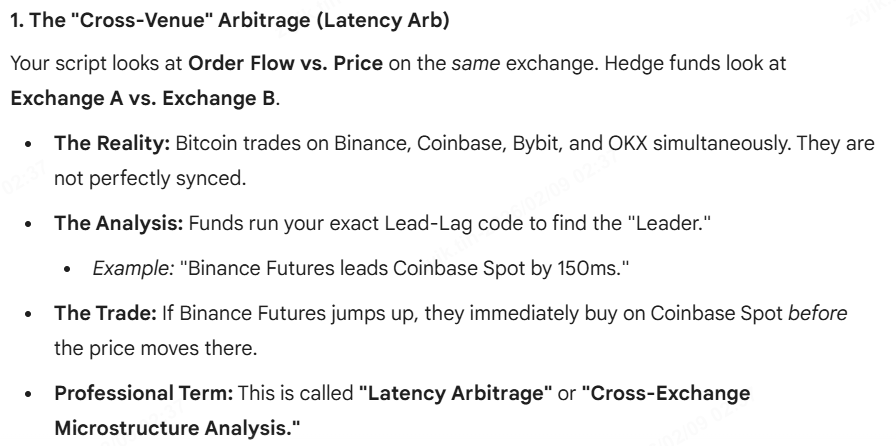 1. The "Cross-Venue" Arbitrage (Latency Arb)
Your script looks at Order Flow vs. Price on the same exchange. Hedge funds look at
Exchange A vs. Exchange B.
• The Reality: Bitcoin trades on Binance, Coinbase, Bybit, and OKX simultaneously. They are
not perfectly synced.
• The Analysis: Funds run your exact Lead-Lag code to find the "Leader."
• Example: "Binance Futures leads Coinbase Spot by 150ms."
• The Trade: If Binance Futures jumps up, they immediately buy on Coinbase Spot before
the price moves there.
• Professional Term: This is called "Latency Arbitrage" or "Cross-Exchange
Microstructure Analysis."